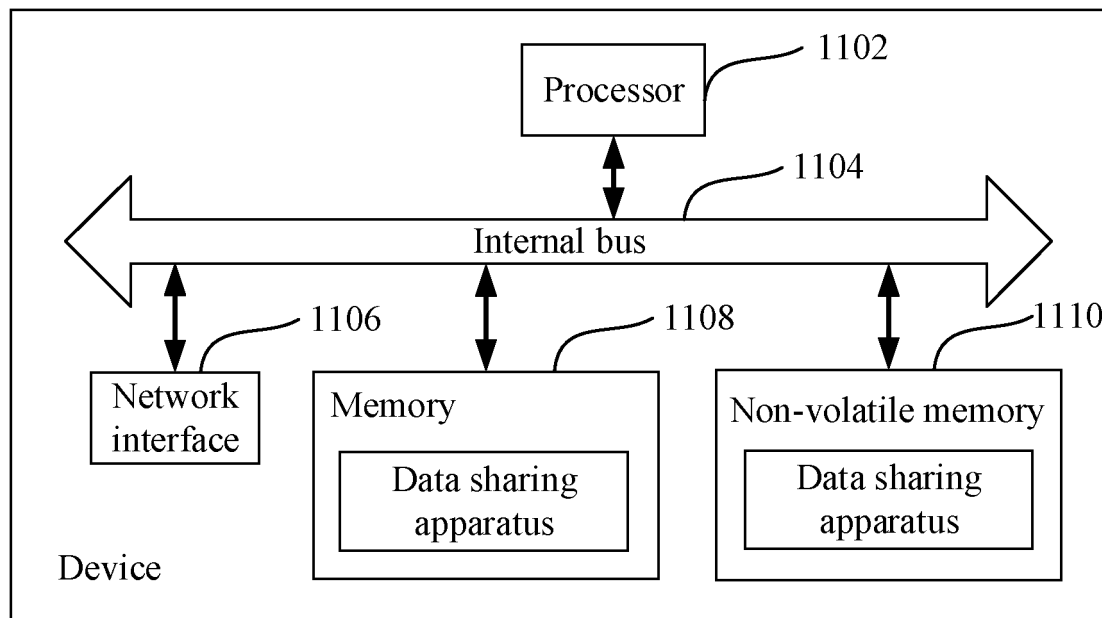 1102
Processor
1104
Internal bus
1106
1108
1110
Network
interface
Memory
Non-volatile memory
Data sharing
apparatus
Data sharing
apparatus
Device